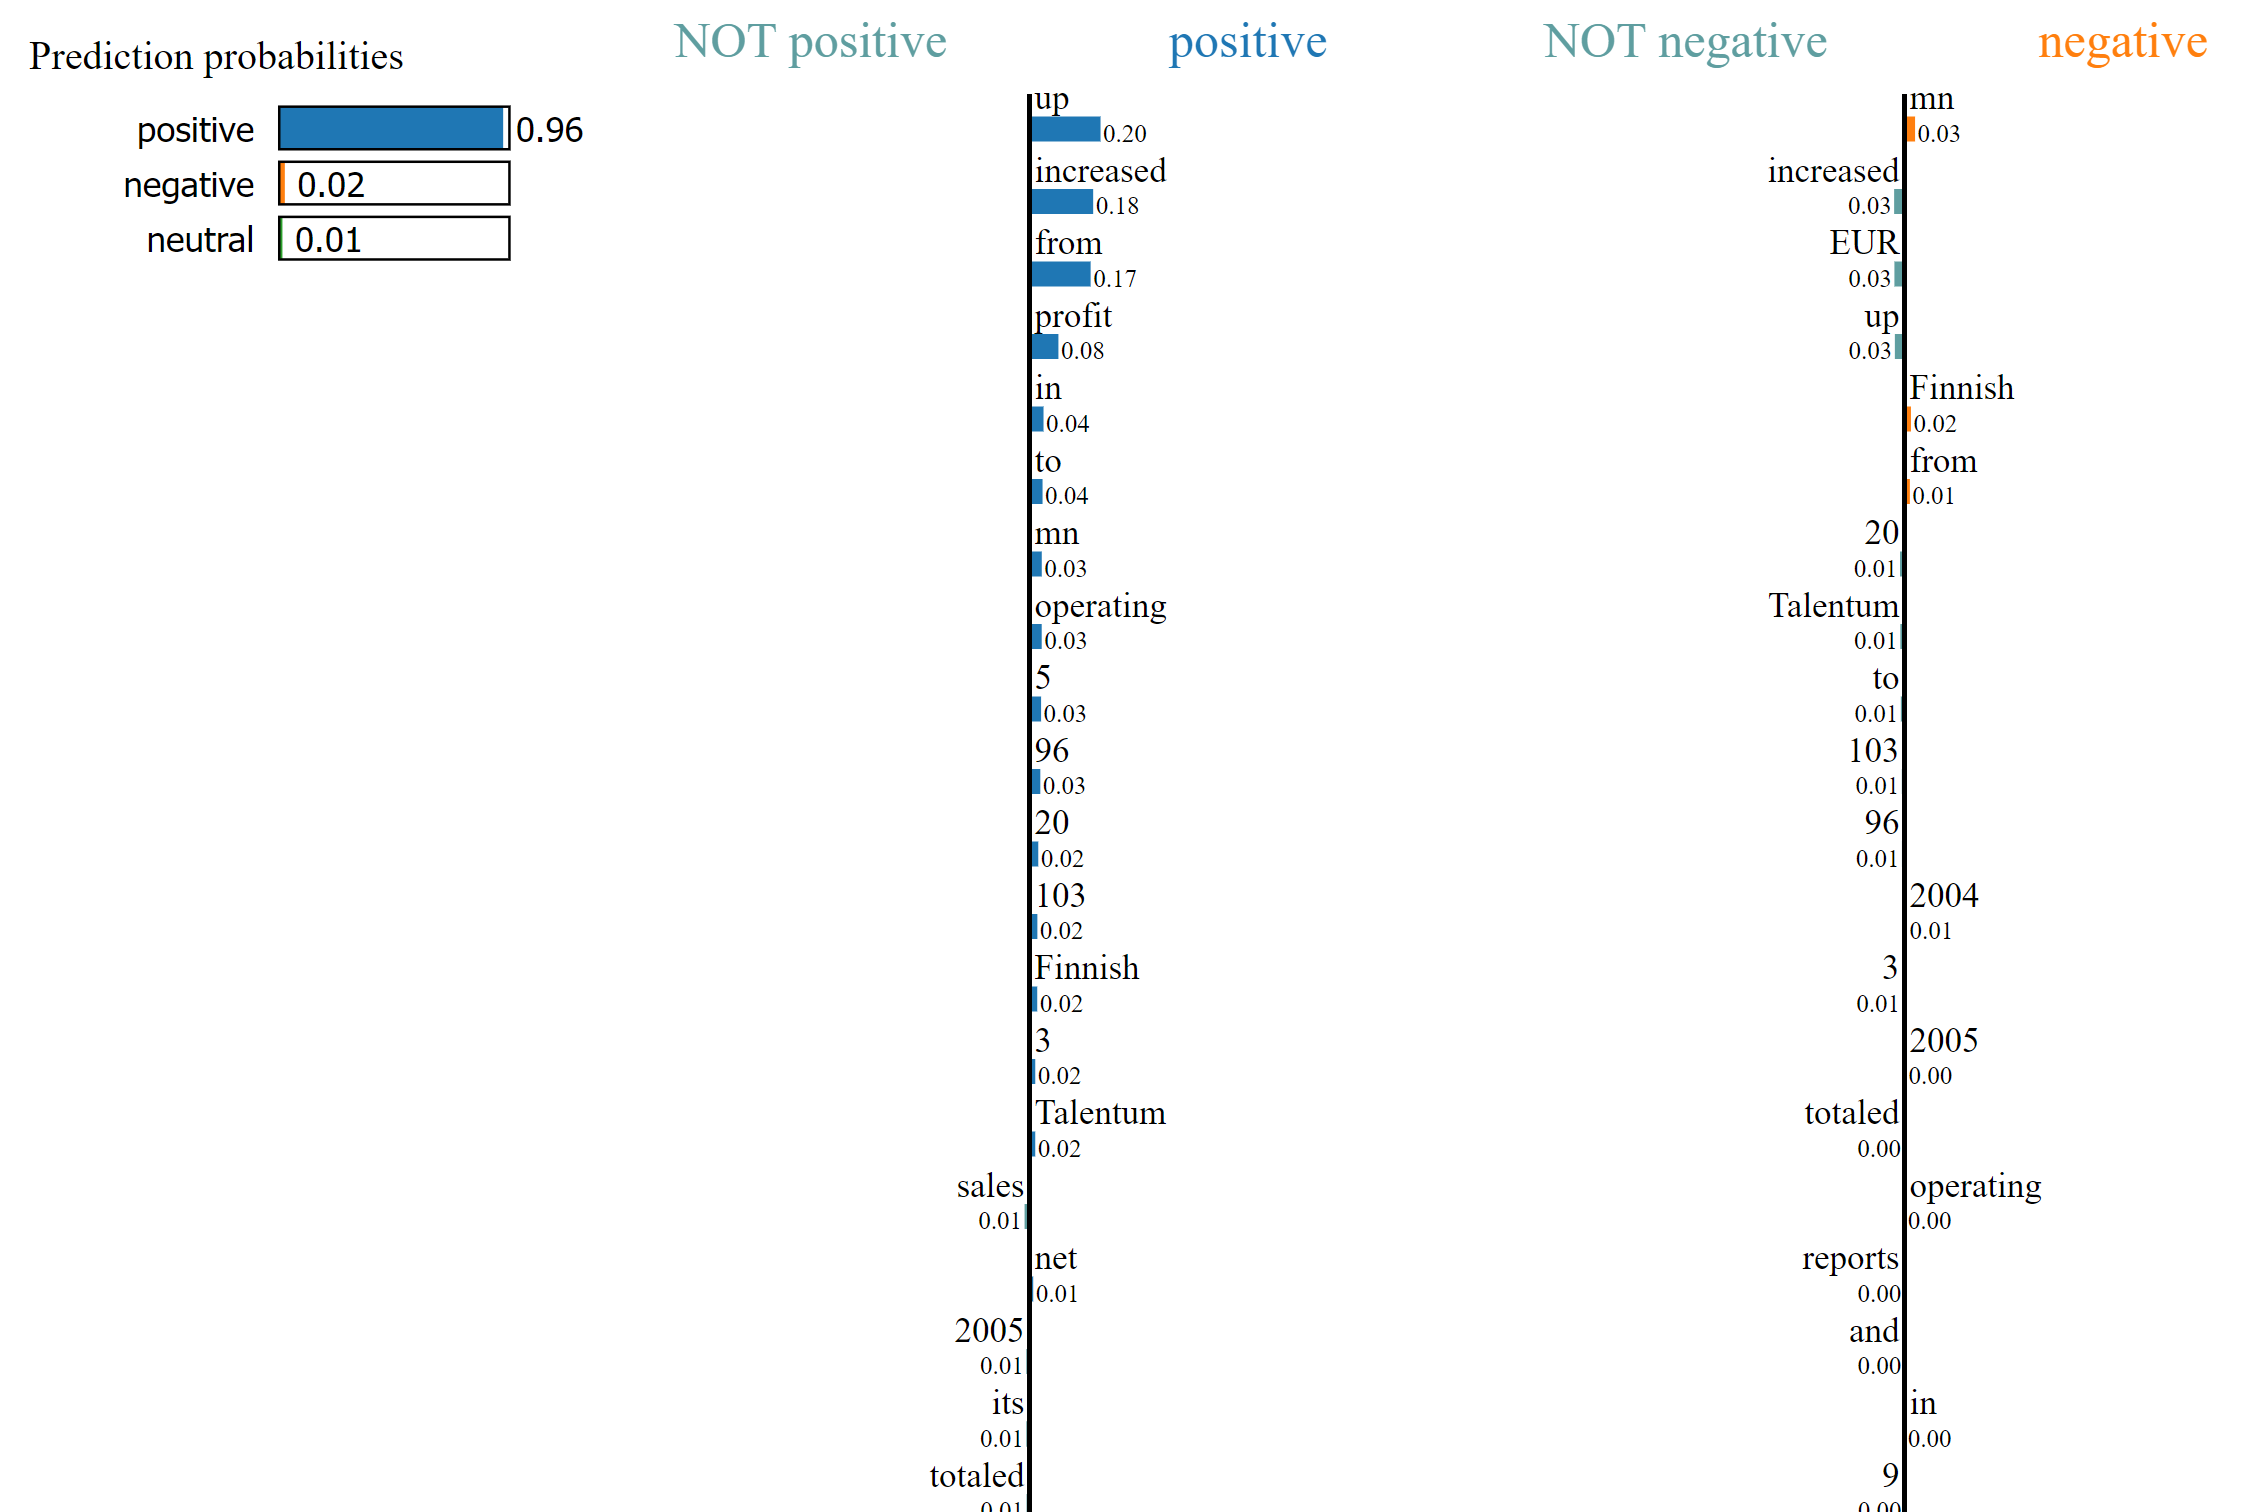 Prediction probabilities
positive 0.96
negative 0.02
neutral 0.01
NOT positive positive
up
0.20
increased
0.18
from
0.17
profit
0.08
in
0.04
to
0.04
mn
0.03
operating
0.03
5
0.03
96
0.03
20
0.02
103
0.02
Finnish
0.02
3
0.02
Talentum
0.02
sales
0.01
net
0.01
2005
0.01
its
0.01
totaled
0.01
NOT negative negative
mn
0.03
increased
0.03
EUR
0.03
up
0.03
Finnish
0.02
from
0.01
20
0.01
Talentum
0.01
to
0.01
103
0.01
96
0.01
2004
0.01
3
0.01
2005
0.00
totaled
0.00
operating
0.00
reports
0.00
and
0.00
in
0.00
9
0.00